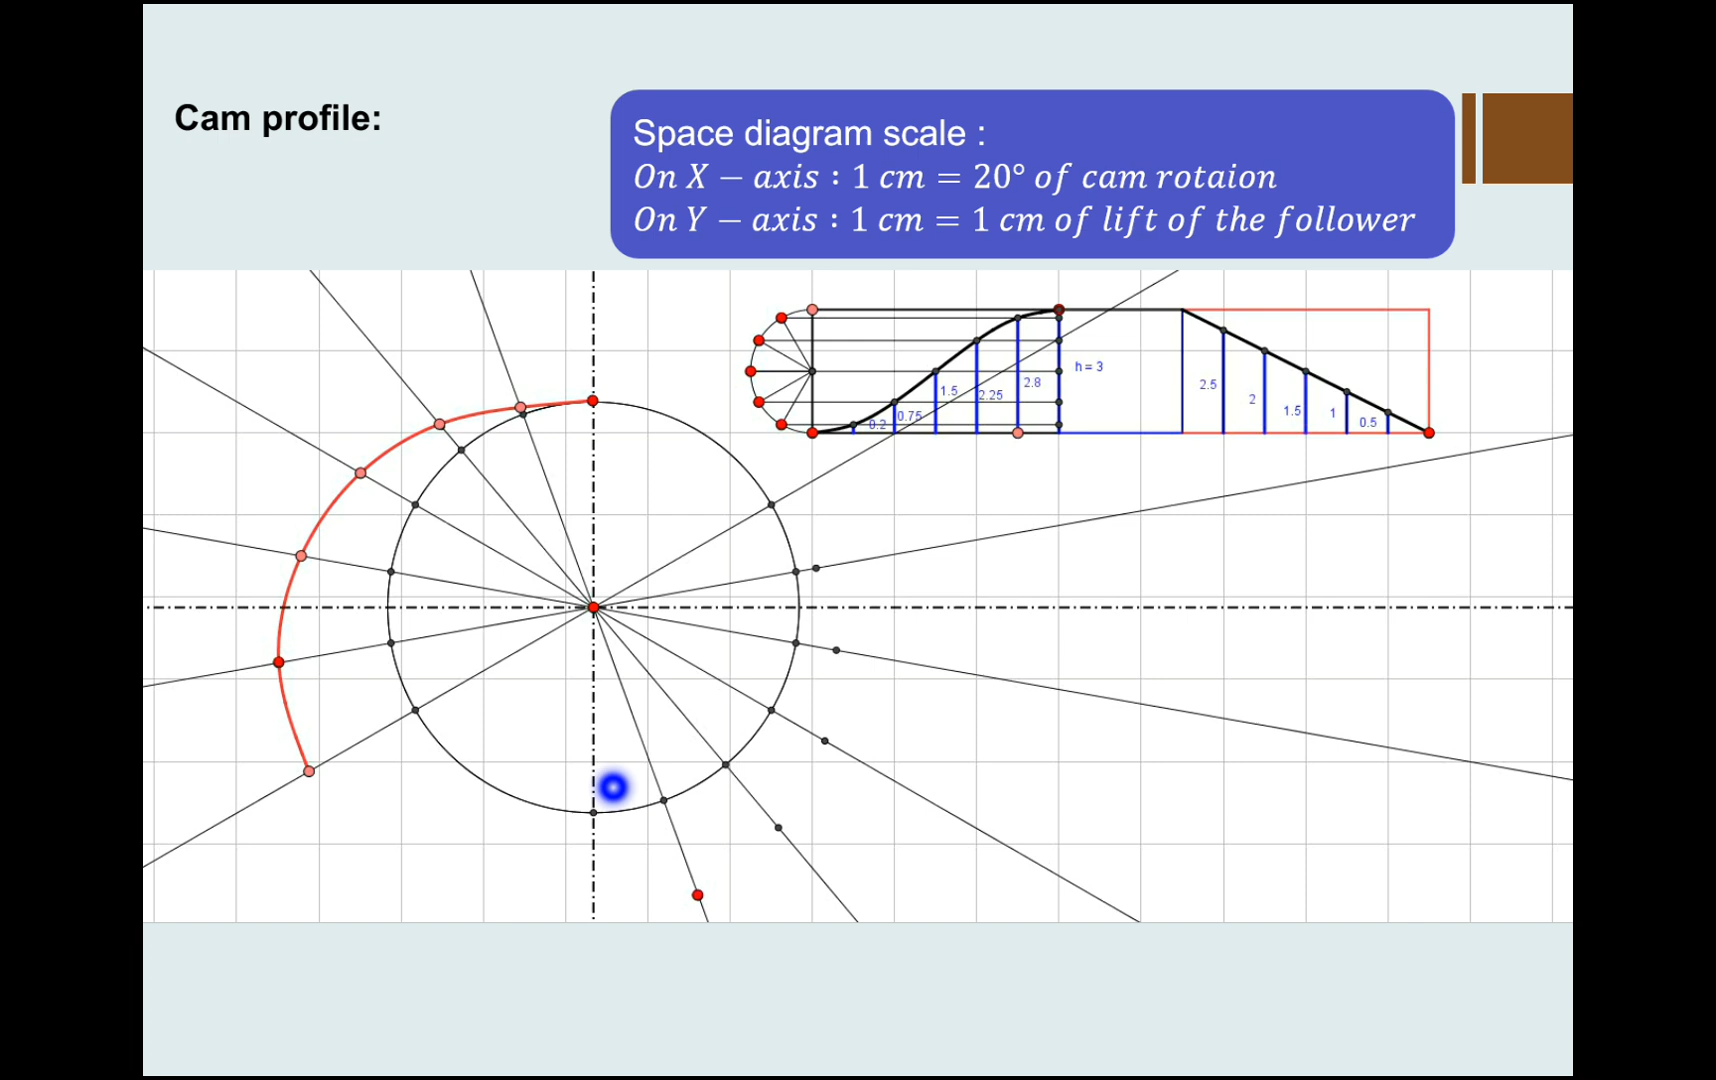 Cam profile:
Space diagram scale :
On X − axis : 1 cm = 20° of cam rotaion
On Y − axis : 1 cm = 1 cm of lift of the follower
h = 3
2.8
2.5
1.5
2.25
2
1.5
1
0.75
0.2
0.5